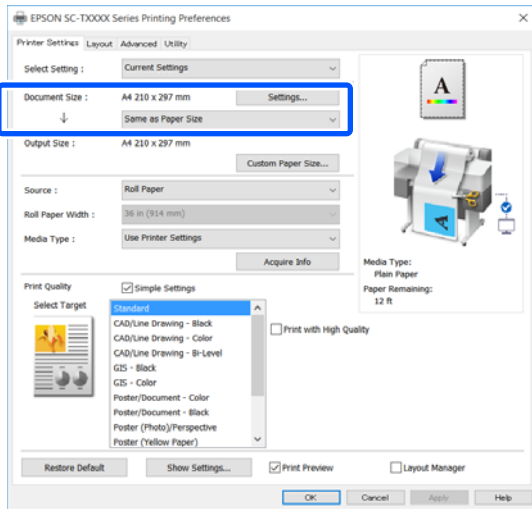 EPSON SC-TXXXX Series Printing Preferences
Printer Settings Layout Advanced Utility
Select Setting : Current Settings
Document Size : A4 210 x 297 mm Settings...
↓ Same as Paper Size
Output Size : A4 210 x 297 mm
Custom Paper Size...
Source : Roll Paper
Roll Paper Width : 36 in (914 mm)
Media Type : Use Printer Settings
Acquire Info
A
Media Type:
Plain Paper
Paper Remaining:
12 ft
Print Quality Simple Settings
Select Target
Standard
CAD/Line Drawing - Black
CAD/Line Drawing - Color
CAD/Line Drawing - Bi-Level
GIS - Black
GIS - Color
Poster/Document - Color
Poster/Document - Black
Poster (Photo)/Perspective
Poster (Yellow Paper)
Print with High Quality
Restore Default Show Settings... Print Preview Layout Manager
OK Cancel Apply Help